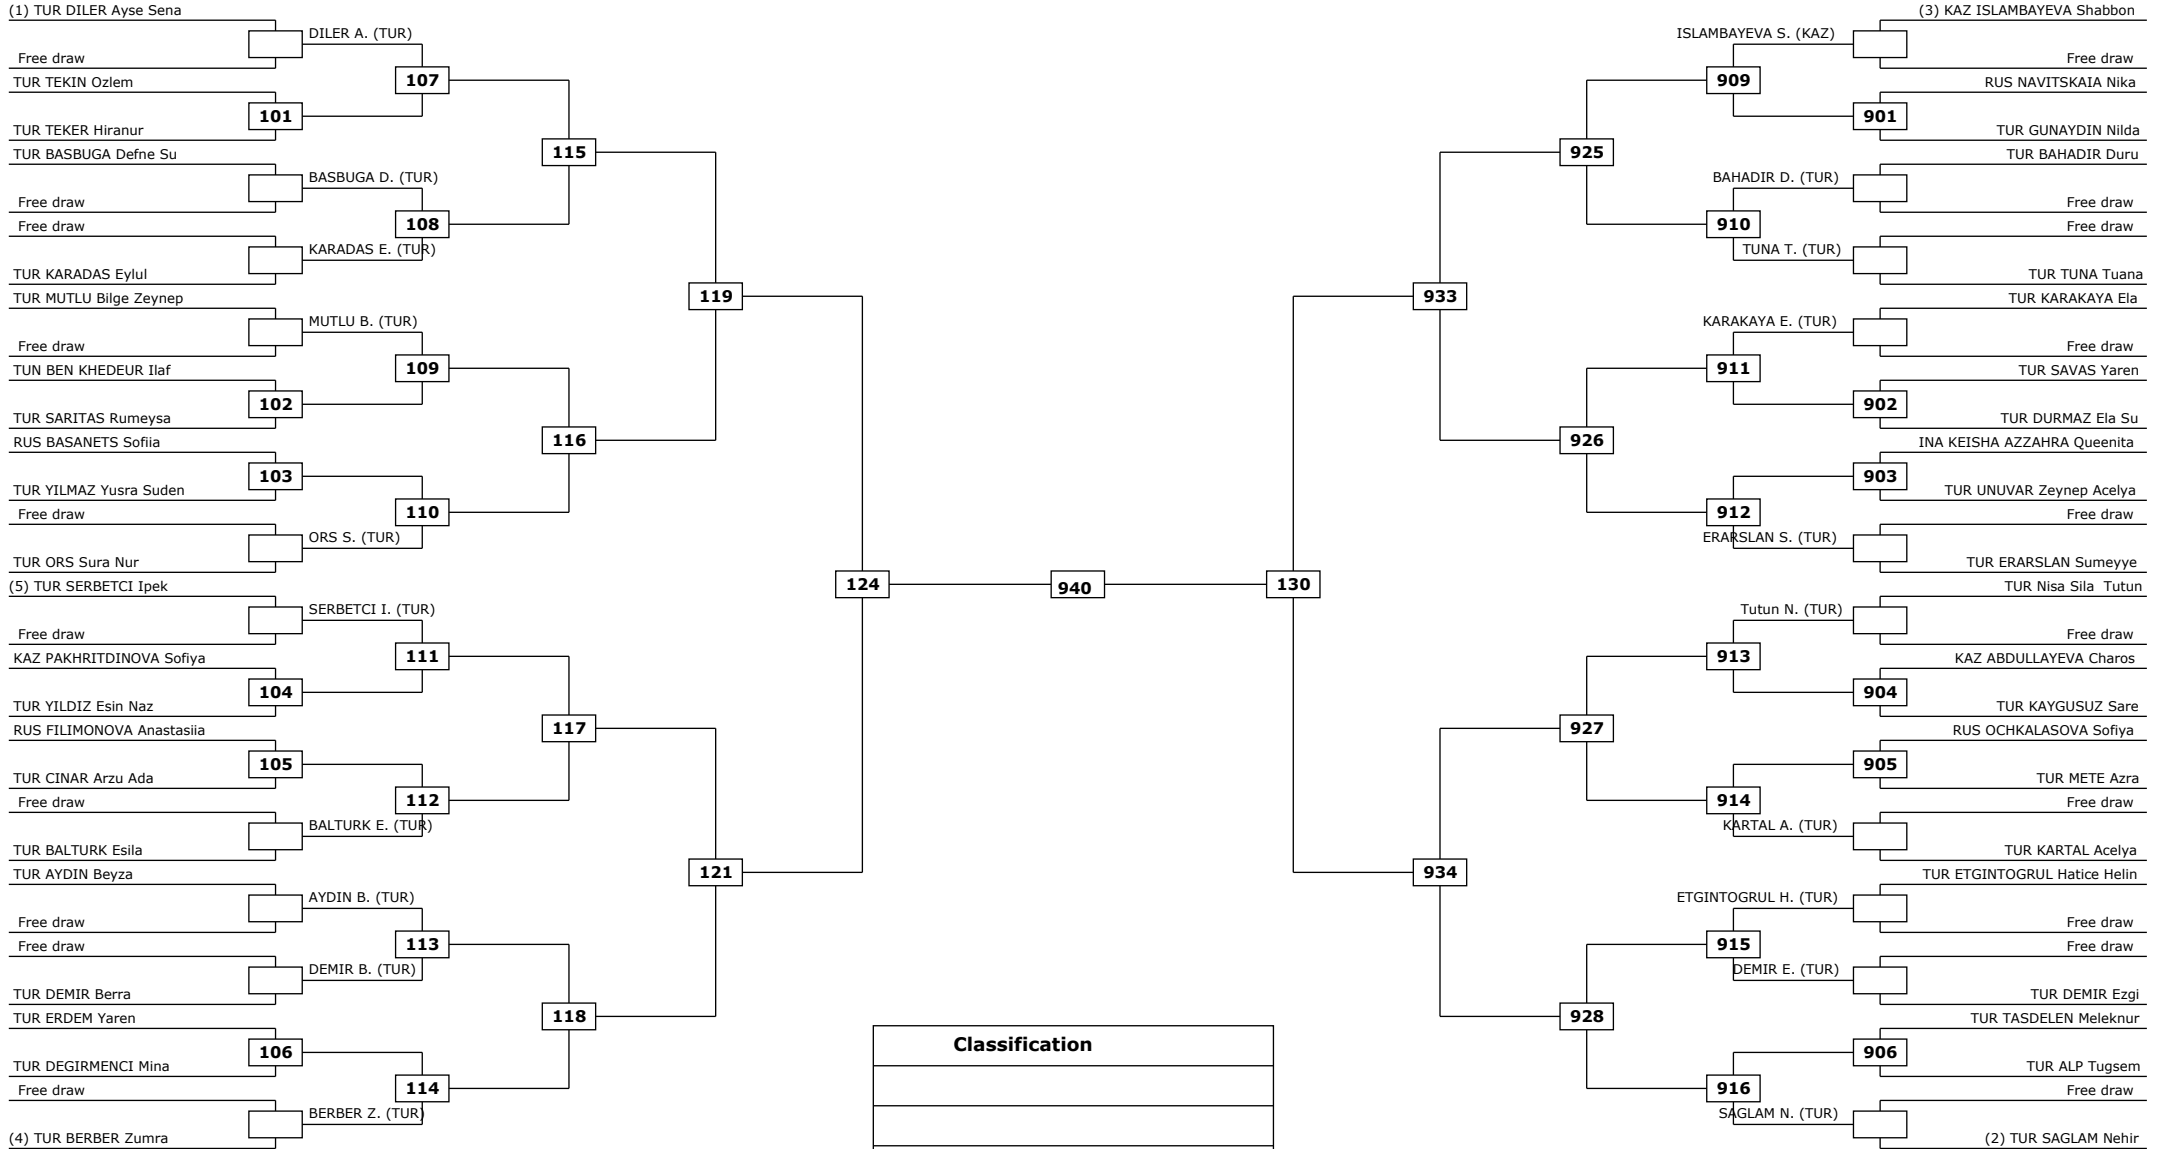 (1) TUR DILER Ayse Sena
DILER A. (TUR)
Free draw
107
TUR TEKIN Ozlem
101
TUR TEKER Hiranur
115
TUR BASBUGA Defne Su
BASBUGA D. (TUR)
Free draw
108
Free draw
KARADAS E. (TUR)
TUR KARADAS Eylul
119
TUR MUTLU Bilge Zeynep
MUTLU B. (TUR)
Free draw
109
TUN BEN KHEDEUR Ilaf
102
TUR SARITAS Rumeysa
116
RUS BASANETS Sofiia
103
TUR YILMAZ Yusra Suden
110
Free draw
ORS S. (TUR)
TUR ORS Sura Nur
124
(5) TUR SERBETCI Ipek
SERBETCI I. (TUR)
Free draw
111
KAZ PAKHRITDINOVA Sofiya
104
TUR YILDIZ Esin Naz
117
RUS FILIMONOVA Anastasiia
105
TUR CINAR Arzu Ada
112
Free draw
BALTURK E. (TUR)
TUR BALTURK Esila
121
TUR AYDIN Beyza
AYDIN B. (TUR)
Free draw
113
Free draw
DEMIR B. (TUR)
TUR DEMIR Berra
118
TUR ERDEM Yaren
106
TUR DEGIRMENCI Mina
114
Free draw
BERBER Z. (TUR)
(4) TUR BERBER Zumra
940
130
(3) KAZ ISLAMBAYEVA Shabbon
ISLAMBAYEVA S. (KAZ)
Free draw
909
RUS NAVITSKAIA Nika
901
TUR GUNAYDIN Nilda
925
TUR BAHADIR Duru
BAHADIR D. (TUR)
Free draw
910
Free draw
TUNA T. (TUR)
TUR TUNA Tuana
933
TUR KARAKAYA Ela
KARAKAYA E. (TUR)
Free draw
911
TUR SAVAS Yaren
902
TUR DURMAZ Ela Su
926
INA KEISHA AZZAHRA Queenita
903
TUR UNUVAR Zeynep Acelya
912
Free draw
ERARSLAN S. (TUR)
TUR ERARSLAN Sumeyye
TUR Nisa Sila  Tutun
Tutun N. (TUR)
Free draw
913
KAZ ABDULLAYEVA Charos
904
TUR KAYGUSUZ Sare
927
RUS OCHKALASOVA Sofiya
905
TUR METE Azra
914
Free draw
KARTAL A. (TUR)
TUR KARTAL Acelya
934
TUR ETGINTOGRUL Hatice Helin
ETGINTOGRUL H. (TUR)
Free draw
915
Free draw
DEMIR E. (TUR)
TUR DEMIR Ezgi
928
TUR TASDELEN Meleknur
906
TUR ALP Tugsem
916
Free draw
SAGLAM N. (TUR)
(2) TUR SAGLAM Nehir
Classification